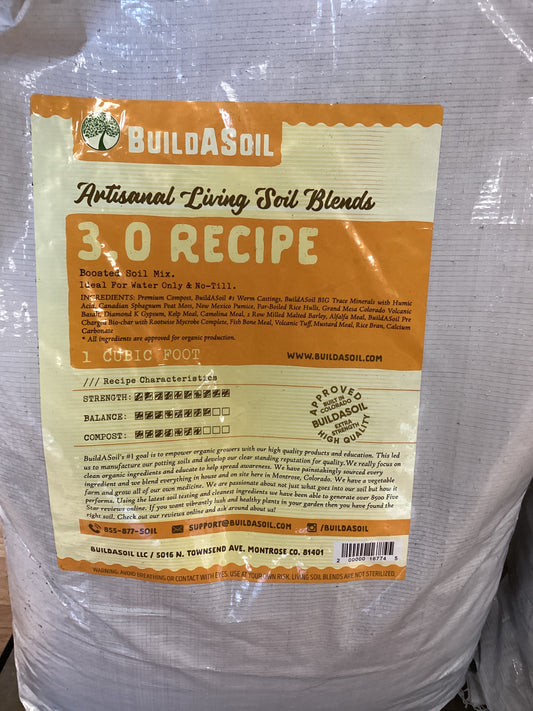 BUILDASOIL
Artisanal Living Soil Blends
3.0 RECIPE
Boosted Soil Mix.
Ideal For Water Only & No-Till.
INGREDIENTS: Premium Compost, BuildASoil #1 Worm Castings, BuildASoil BIG Trace Minerals with Humic
Acid, Canadian Sphagnum Peat Moss, New Mexico Pumice, Par-Boiled Rice Hulls, Grand Mesa Colorado Volcanic
Basalt, Diamond K Gypsum, Kelp Meal, Camelina Meal, 2 Row Milled Malted Barley, Alfalfa Meal, BuildASoil Pre
Charged Bio-char with Rootwise Mycrobe Complete, Fish Bone Meal, Volcanic Tuff, Mustard Meal, Rice Bran, Calcium
Carbonate
* All ingredients are approved for organic production.
1 CUBIC FOOT
WWW.BUILDASOIL.COM
/// Recipe Characteristics
STRENGTH:
BALANCE:
COMPOST:
APPROVED
BUILT IN
COLORADO
BUILDASOIL
EXTRA
STRENGTH
HIGH QUALITY
BuildASoil's #1 goal is to empower organic growers with our high quality products and education. This led
us to manufacture our potting soils and develop our clear standing reputation for quality. We really focus on
clean organic ingredients and educate to help spread awareness. We have painstakingly sourced every
ingredient and we blend everything in house and on site here in Montrose, Colorado. We have a vegetable
farm and grow all of our own medicine. We are passionate about not just what goes into our soil but how it
performs. Using the latest soil testing and cleanest ingredients we have been able to generate over 8500 Five
Star reviews online. If you want vibrantly lush and healthy plants in your garden then you have found the
right soil. Check out our reviews online and ask around about us!
855-877-SOIL
SUPPORT@BUILDASOIL.COM
/BUILDASOIL
BUILDASOIL LLC / 5016 N. TOWNSEND AVE. MONTROSE CO. 81401
2 00000 16774 5
WARNING: AVOID BREATHING OR CONTACT WITH EYES. USE AT YOUR OWN RISK. LIVING SOIL BLENDS ARE NOT STERILIZED.